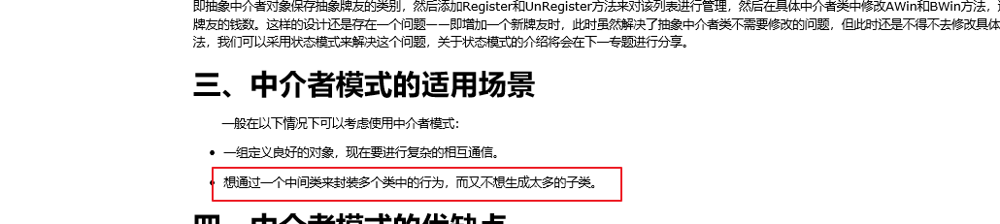 即抽象中介者对象保存抽象牌友的类别，然后添加Register和UnRegister方法来对该列表进行管理，然后在具体中介者类中修改AWin和BWin方法，
牌友的钱数。这样的设计还是存在一个问题——即增加一个新牌友时，此时虽然解决了抽象中介者类不需要修改的问题，但此时还是不得不去修改具体
法，我们可以采用状态模式来解决这个问题，关于状态模式的介绍将会在下一专题进行分享。
三、中介者模式的适用场景
一般在以下情况下可以考虑使用中介者模式：
一组定义良好的对象，现在要进行复杂的相互通信。
想通过一个中间类来封装多个类中的行为，而又不想生成太多的子类。
四、中介者模式的优缺点